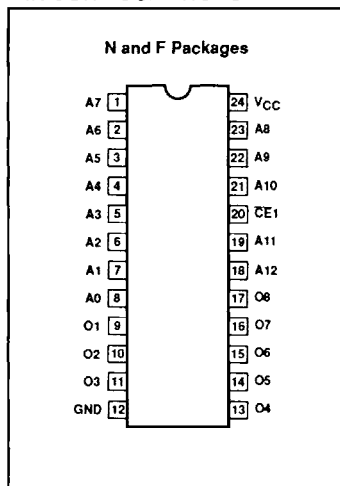 N and F Packages
A7 1 24 VCC
A6 2 23 A8
A5 3 22 A9
A4 4 21 A10
A3 5 20 C̅E̅1
A2 6 19 A11
A1 7 18 A12
A0 8 17 O8
O1 9 16 O7
O2 10 15 O6
O3 11 14 O5
GND 12 13 O4